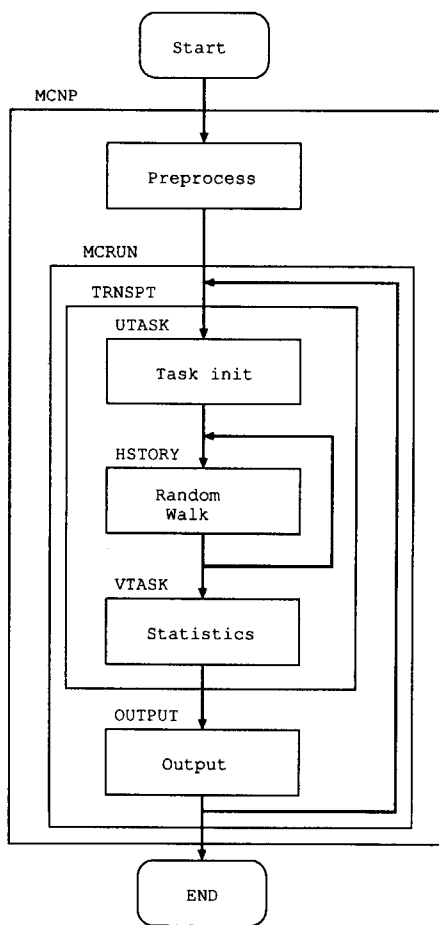 Start
MCNP
Preprocess
MCRUN
TRNSPT
UTASK
Task init
HSTORY
Random
Walk
VTASK
Statistics
OUTPUT
Output
END